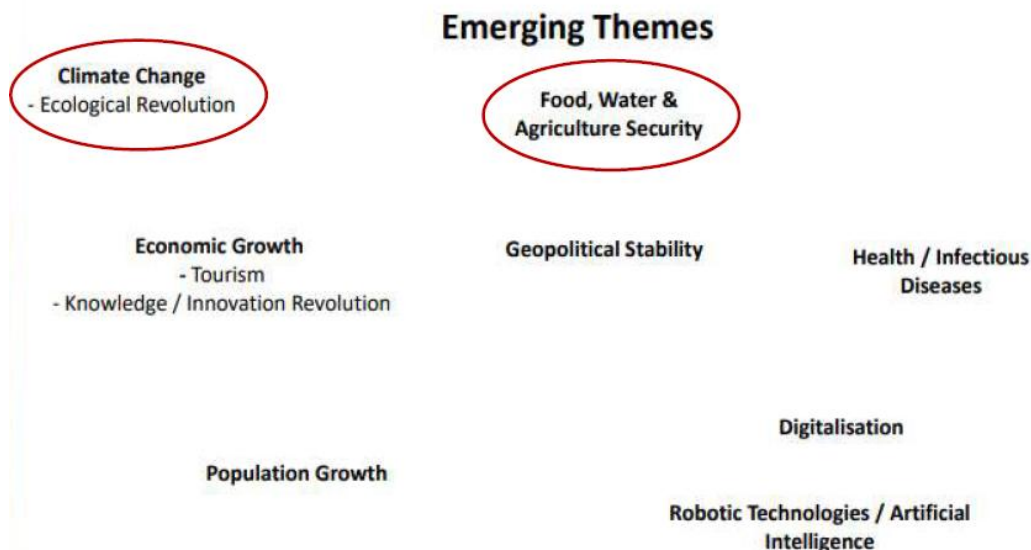 Emerging Themes
Climate Change
- Ecological Revolution
Food, Water &
Agriculture Security
Economic Growth
- Tourism
- Knowledge / Innovation Revolution
Geopolitical Stability
Health / Infectious
Diseases
Digitalisation
Population Growth
Robotic Technologies / Artificial
Intelligence